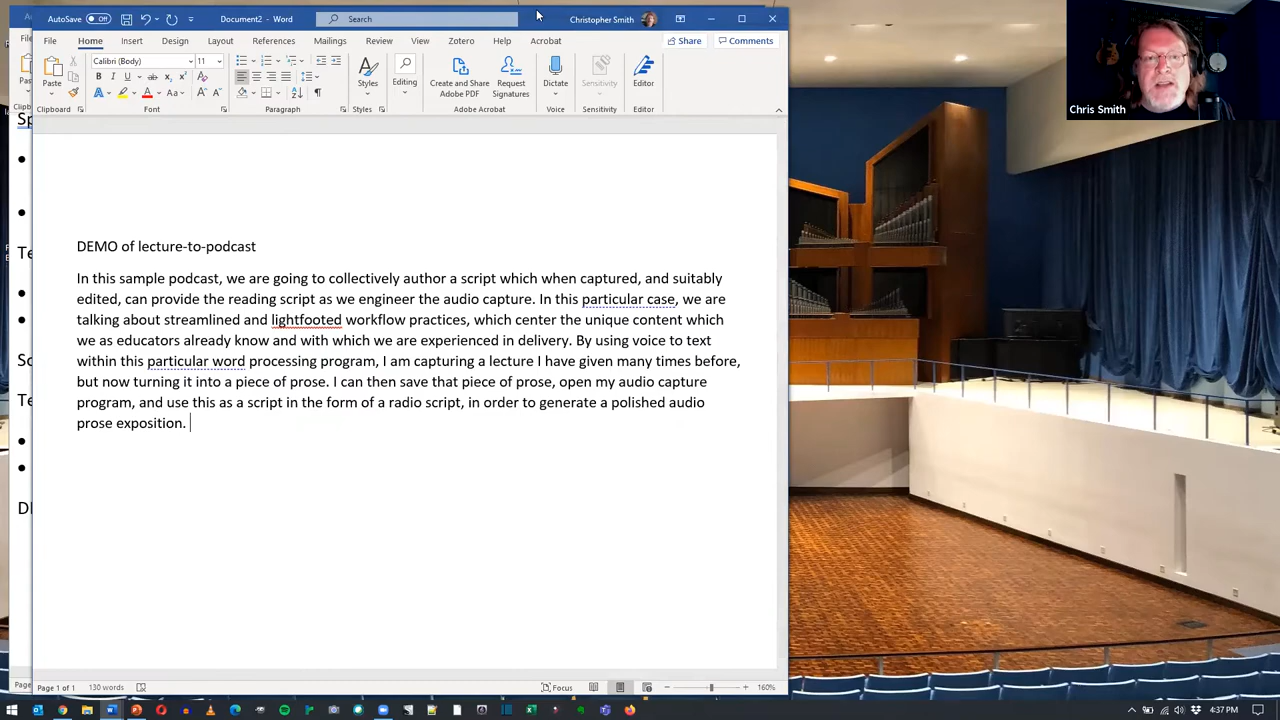 AutoSave Off Document2 - Word Search Christopher Smith
File Home Insert Design Layout References Mailings Review View Zotero Help Acrobat Share Comments
Calibri (Body) 11
Paste Styles Editing Create and Share Adobe PDF Request Signatures Dictate Sensitivity Editor
Clipboard Font Paragraph Styles Adobe Acrobat Voice Sensitivity Editor
Chris Smith
DEMO of lecture-to-podcast
In this sample podcast, we are going to collectively author a script which when captured, and suitably
edited, can provide the reading script as we engineer the audio capture. In this particular case, we are
talking about streamlined and lightfooted workflow practices, which center the unique content which
we as educators already know and with which we are experienced in delivery. By using voice to text
within this particular word processing program, I am capturing a lecture I have given many times before,
but now turning it into a piece of prose. I can then save that piece of prose, open my audio capture
program, and use this as a script in the form of a radio script, in order to generate a polished audio
prose exposition.
Page 1 of 1 130 words Focus 160%
4:37 PM